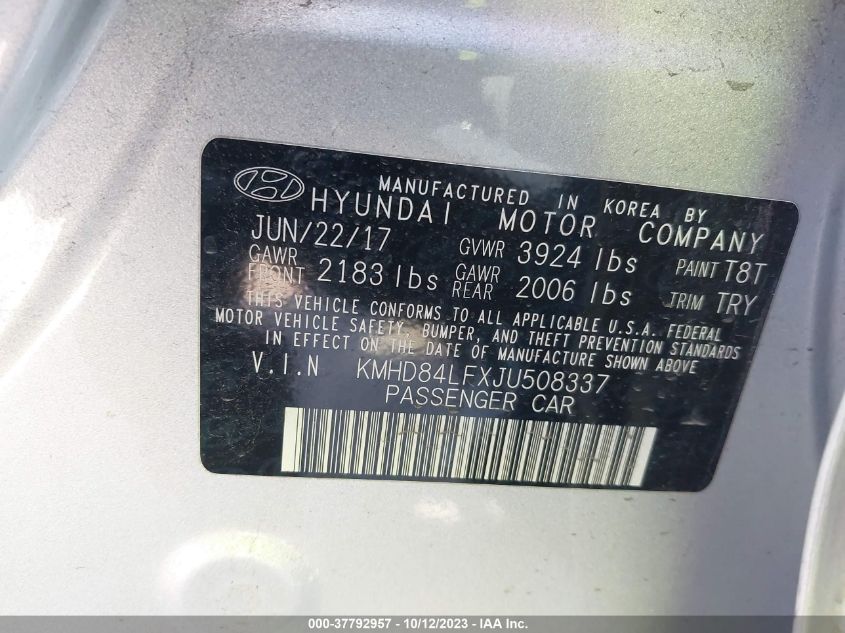 MANUFACTURED IN KOREA BY
HYUNDAI MOTOR COMPANY
JUN/22/17 GVWR 3924 lbs PAINT T8T
GAWR FRONT 2183 lbs GAWR REAR 2006 lbs TRIM TRY
THIS VEHICLE CONFORMS TO ALL APPLICABLE U.S.A. FEDERAL
MOTOR VEHICLE SAFETY, BUMPER, AND THEFT PREVENTION STANDARDS
IN EFFECT ON THE DATE OF MANUFACTURE SHOWN ABOVE
V.I.N KMHD84LFXJU508337
PASSENGER CAR
000-37792957 - 10/12/2023 - IAA Inc.